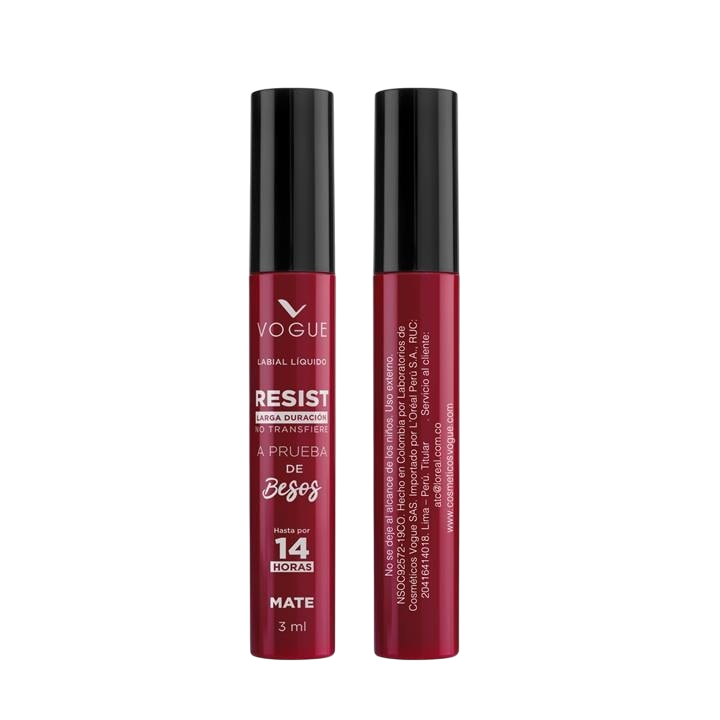 VOGUE
LABIAL LÍQUIDO
RESIST
LARGA DURACIÓN
NO TRANSFIERE
A PRUEBA
DE
Besos
Hasta por
14
HORAS
MATE
3 ml
No se deje al alcance de los niños. Uso externo.
NSOC92572-19CO. Hecho en Colombia por Laboratorios de
Cosméticos Vogue SAS. Importado por L'Oréal Perú S.A., RUC:
20416414018. Lima – Perú. Titular . Servicio al cliente:
atc@loreal.com.co
www.cosmeticosvogue.com